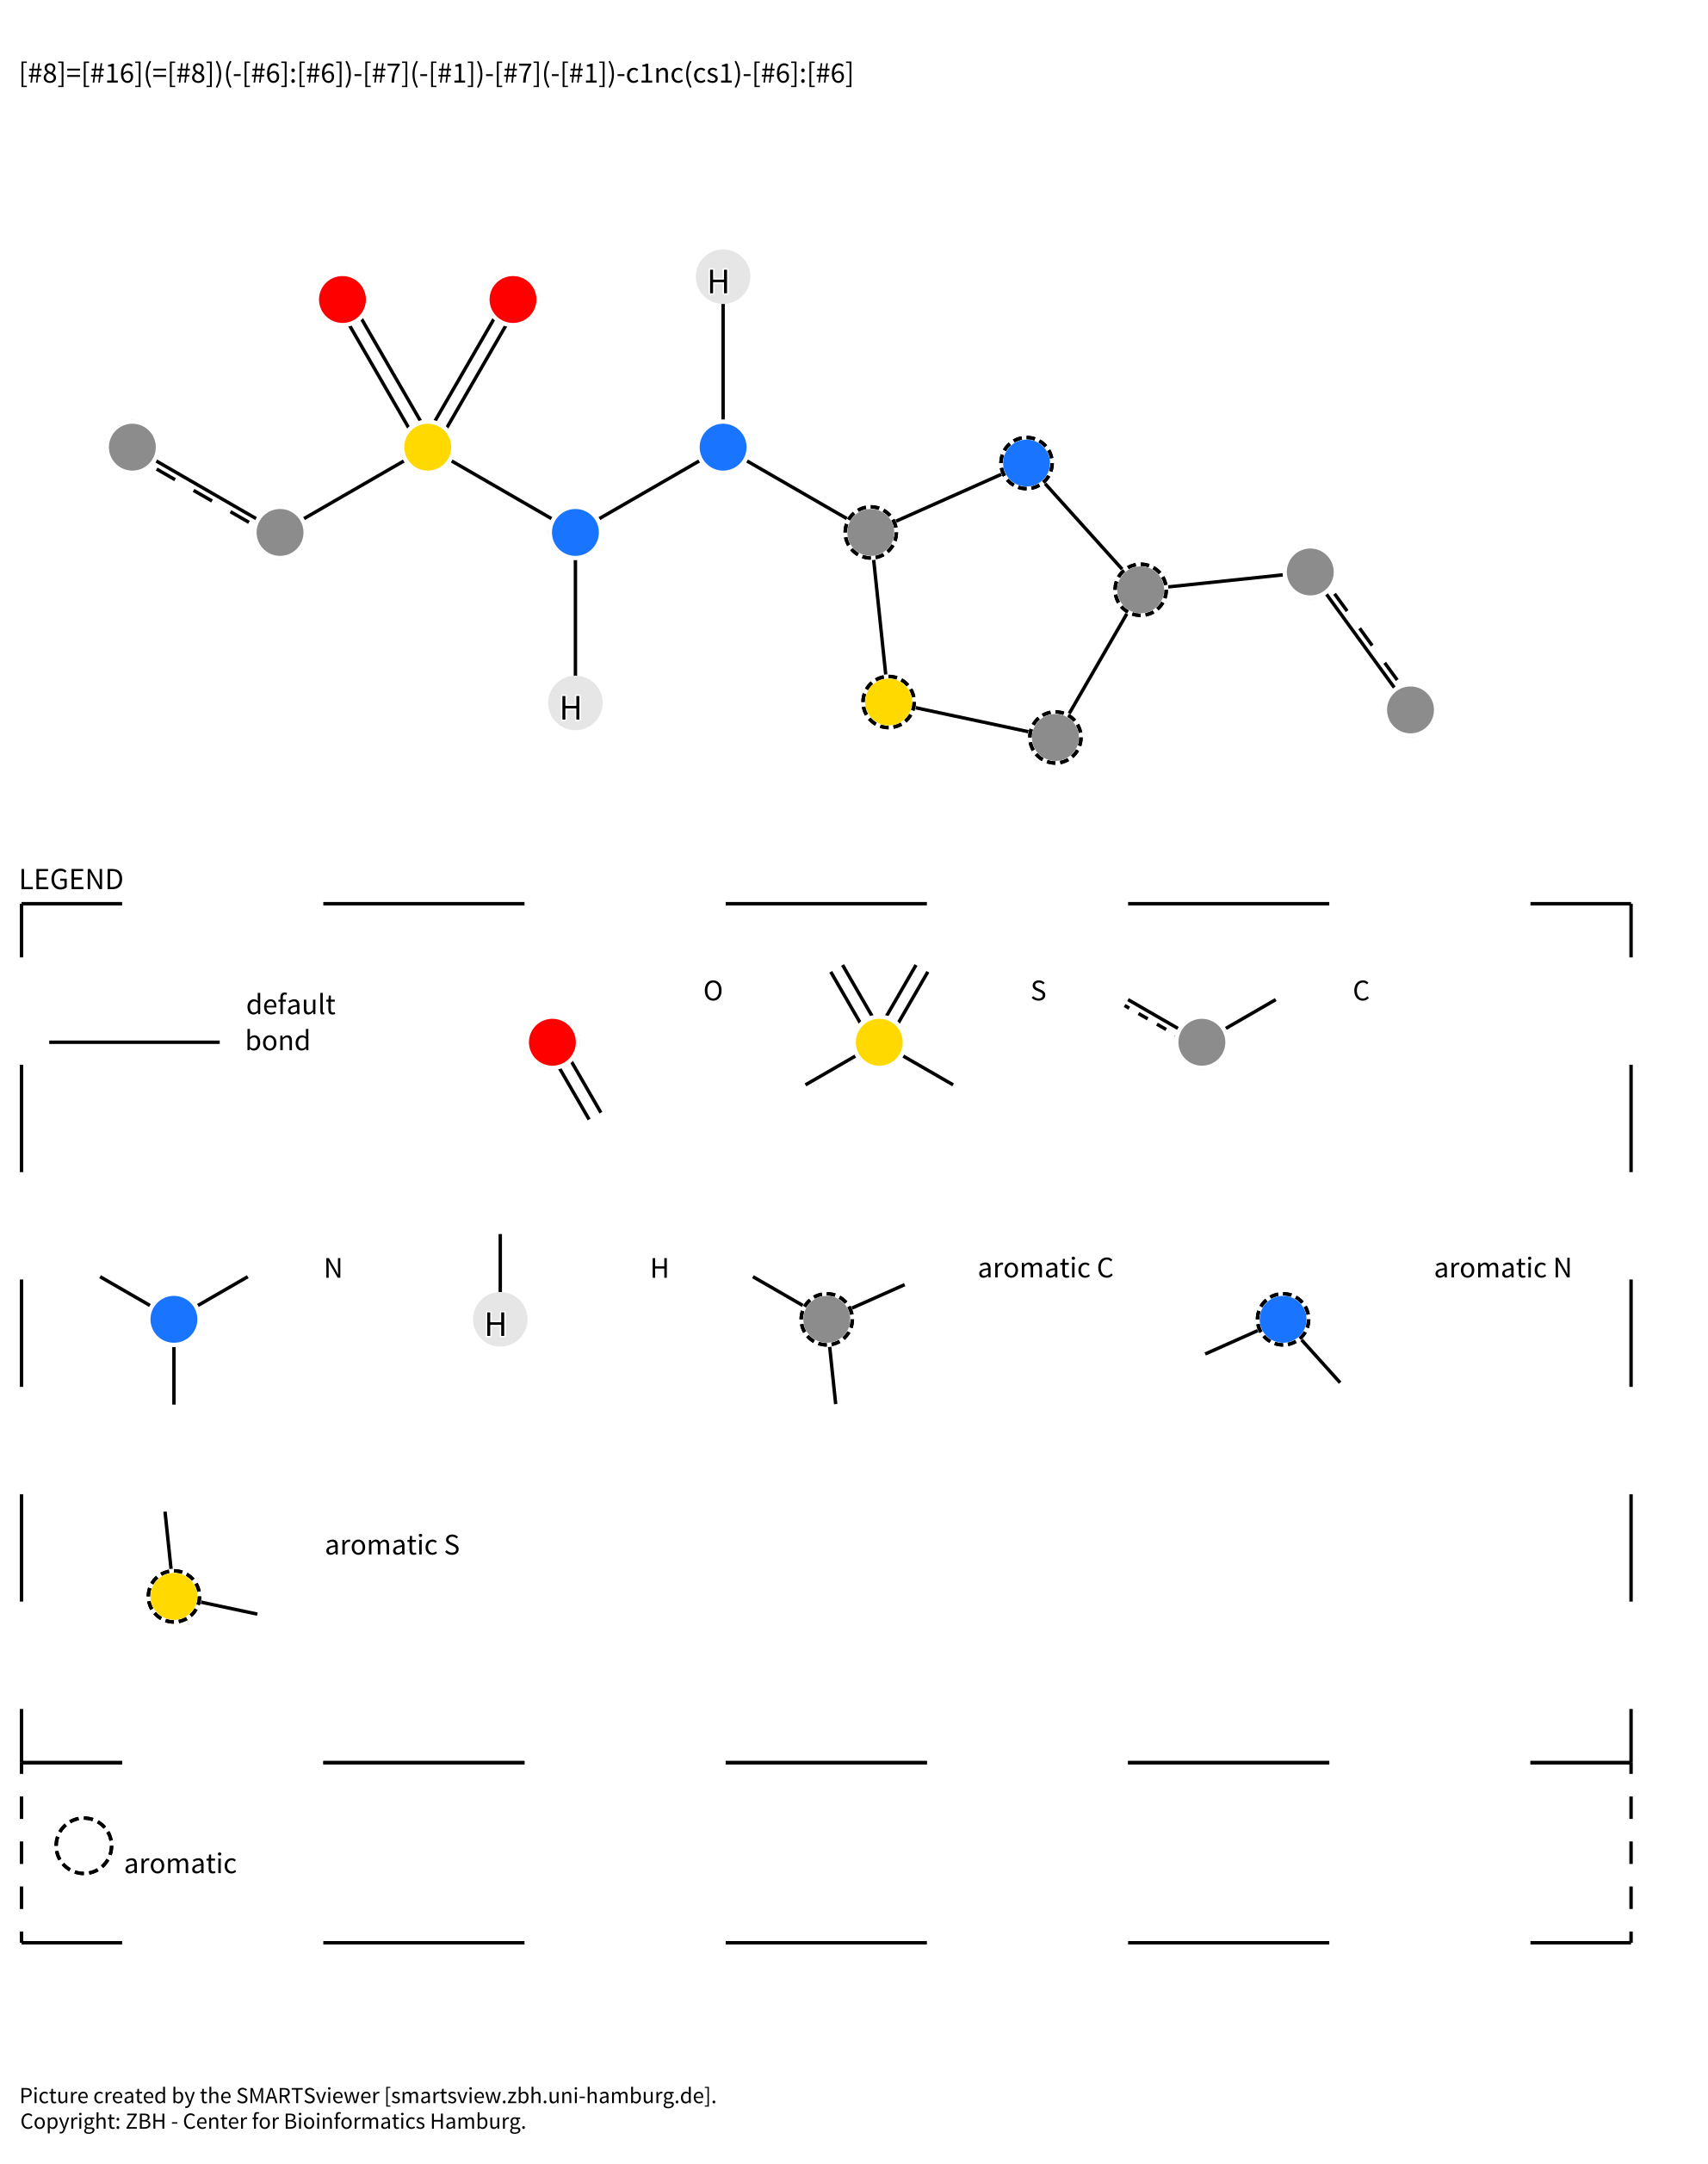 [#8]=[#16](=[#8])(-[#6]:[#6])-[#7](-[#1])-[#7](-[#1])-c1nc(cs1)-[#6]:[#6]
H
H
LEGEND
default
bond
O
S
C
N
H
H
aromatic C
aromatic N
aromatic S
aromatic
Picture created by the SMARTSviewer [smartsview.zbh.uni-hamburg.de].
Copyright: ZBH - Center for Bioinformatics Hamburg.